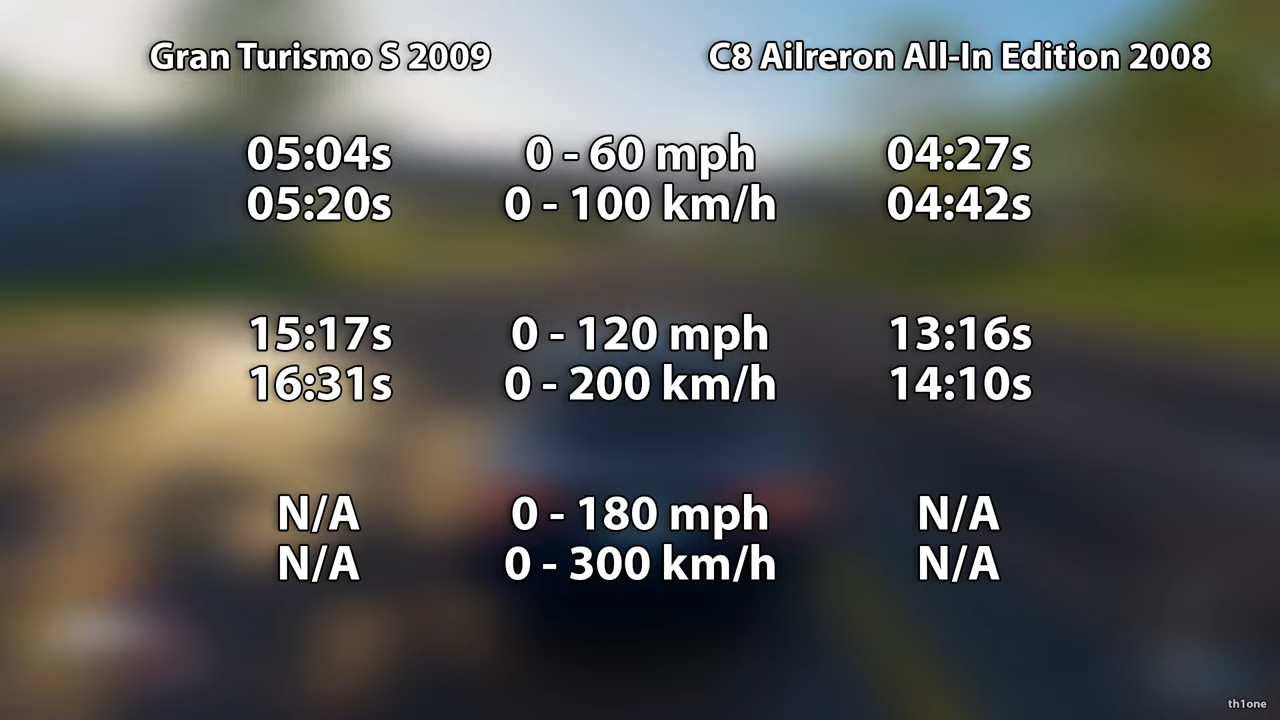 Gran Turismo S 2009 C8 Ailreron All-In Edition 2008
05:04s 0 - 60 mph 04:27s
05:20s 0 - 100 km/h 04:42s
15:17s 0 - 120 mph 13:16s
16:31s 0 - 200 km/h 14:10s
N/A 0 - 180 mph N/A
N/A 0 - 300 km/h N/A
th1one